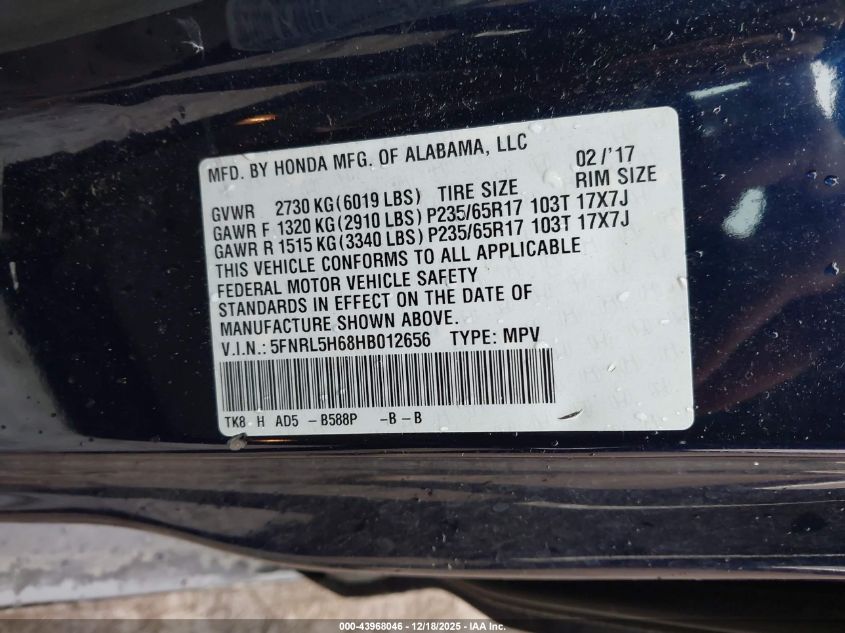 MFD. BY HONDA MFG. OF ALABAMA, LLC 02/'17
GVWR 2730 KG(6019 LBS) TIRE SIZE RIM SIZE
GAWR F 1320 KG(2910 LBS) P235/65R17 103T 17X7J
GAWR R 1515 KG(3340 LBS) P235/65R17 103T 17X7J
THIS VEHICLE CONFORMS TO ALL APPLICABLE
FEDERAL MOTOR VEHICLE SAFETY
STANDARDS IN EFFECT ON THE DATE OF
MANUFACTURE SHOWN ABOVE.
V.I.N.: 5FNRL5H68HB012656 TYPE: MPV
TK8 H AD5 -B588P -B-B
000-43968046 - 12/18/2025 - IAA Inc.